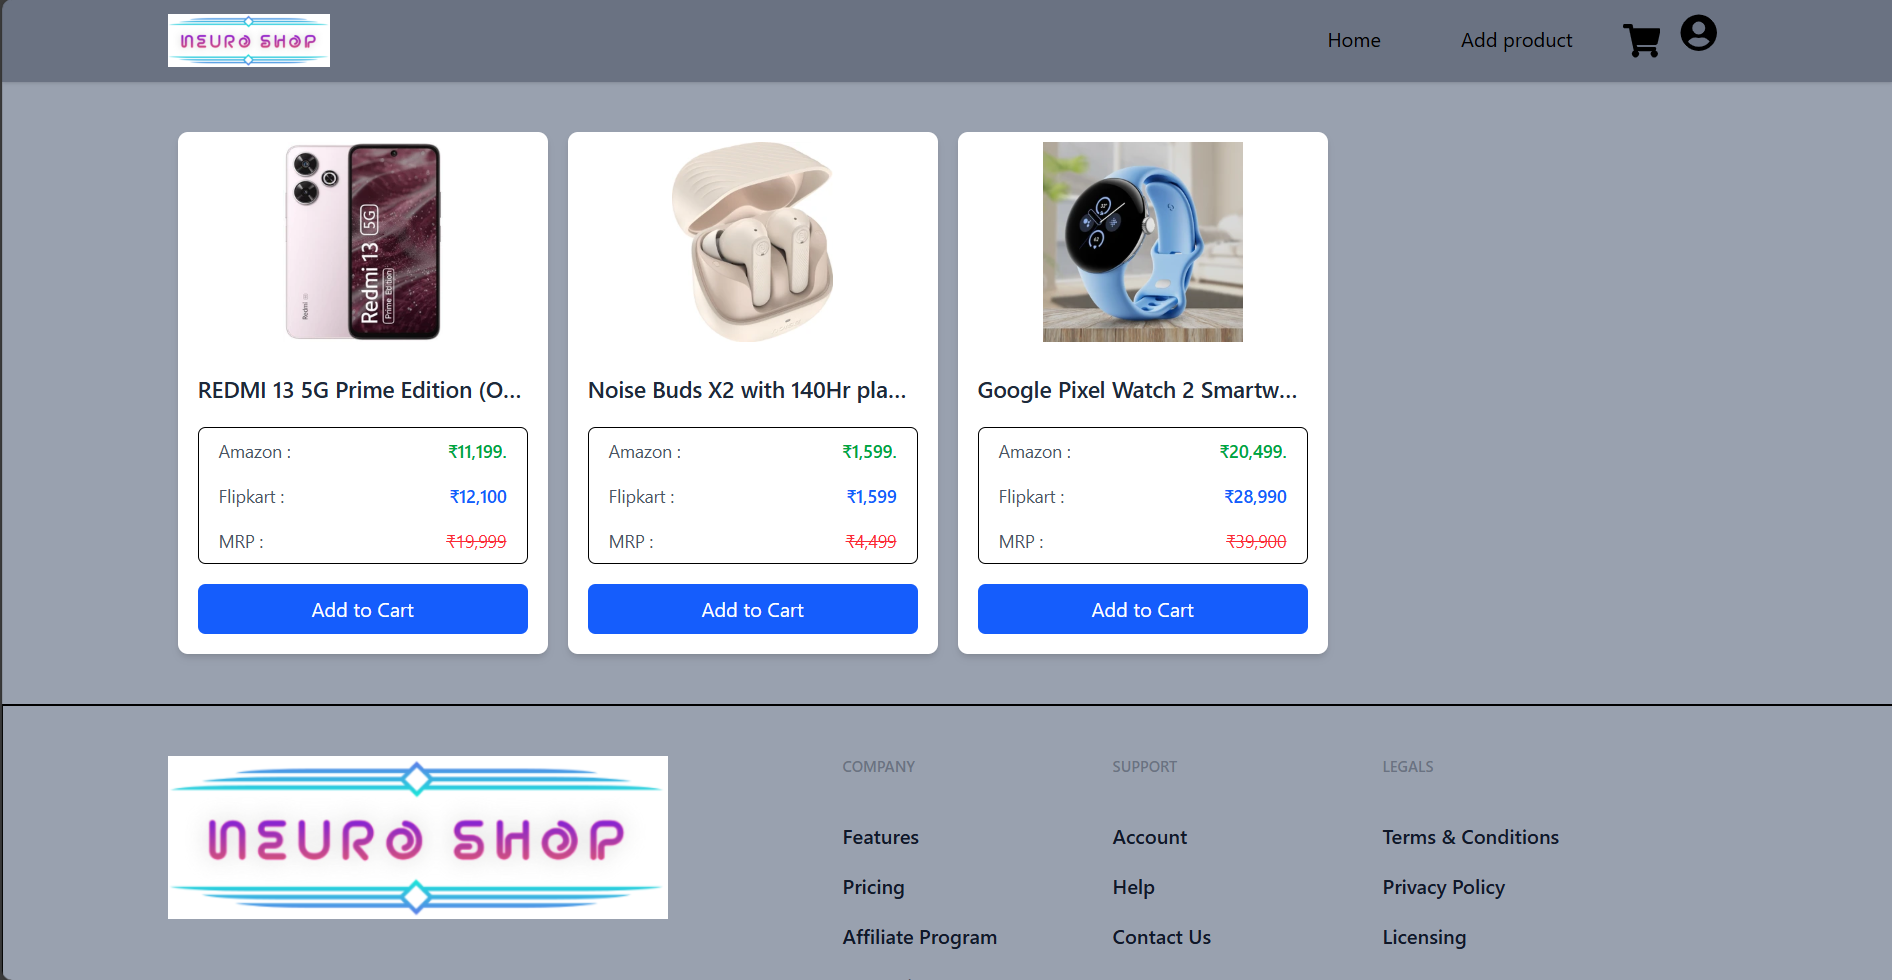 NEURO SHOP
Home
Add product
Redmi 13 5G
Prime Edition
Redmi
REDMI 13 5G Prime Edition (O...
Amazon :
₹11,199.
Flipkart :
₹12,100
MRP :
₹19,999
Add to Cart
Noise Buds X2 with 140Hr pla...
Amazon :
₹1,599.
Flipkart :
₹1,599
MRP :
₹4,499
Add to Cart
Google Pixel Watch 2 Smartw...
Amazon :
₹20,499.
Flipkart :
₹28,990
MRP :
₹39,900
Add to Cart
NEURO SHOP
COMPANY
Features
Pricing
Affiliate Program
SUPPORT
Account
Help
Contact Us
LEGALS
Terms & Conditions
Privacy Policy
Licensing